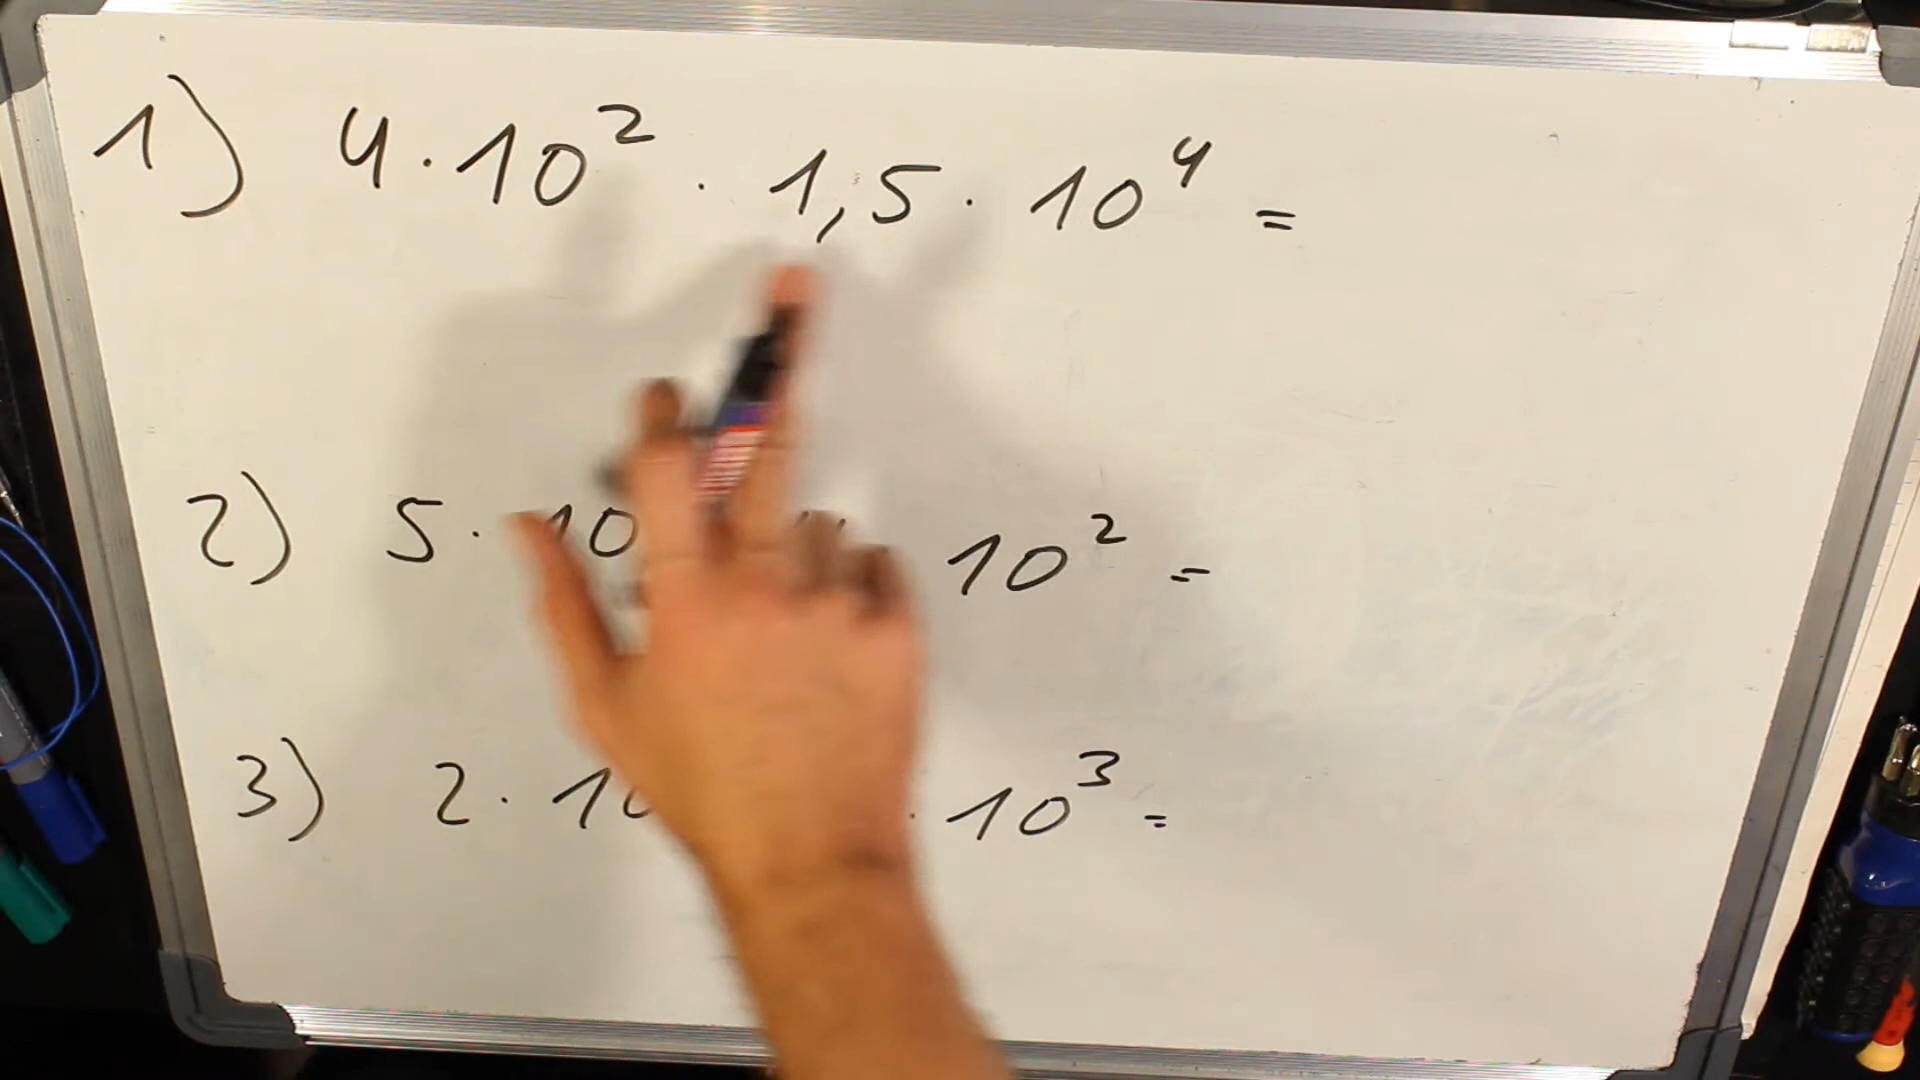 1) 4 · 10² · 1,5 · 10⁴ =
2) 5 · 10 10² =
3) 2 · 10 · 10³ =